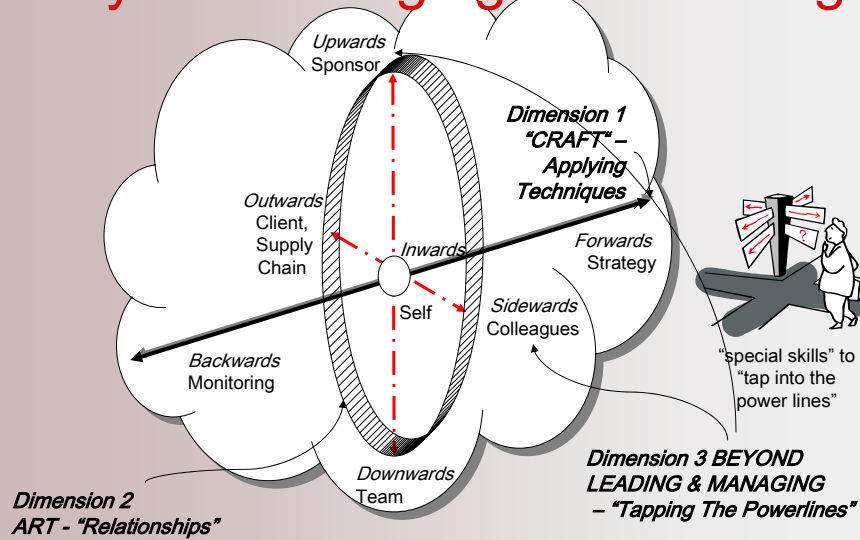 Upwards
Sponsor
Dimension 1
“CRAFT“ –
Applying
Techniques
Outwards
Client,
Supply
Chain
Inwards
Forwards
Strategy
Self
Sidewards
Colleagues
Backwards
Monitoring
?
“special skills” to
“tap into the
power lines”
Downwards
Team
Dimension 2
ART - “Relationships”
Dimension 3 BEYOND
LEADING & MANAGING
– “Tapping The Powerlines”